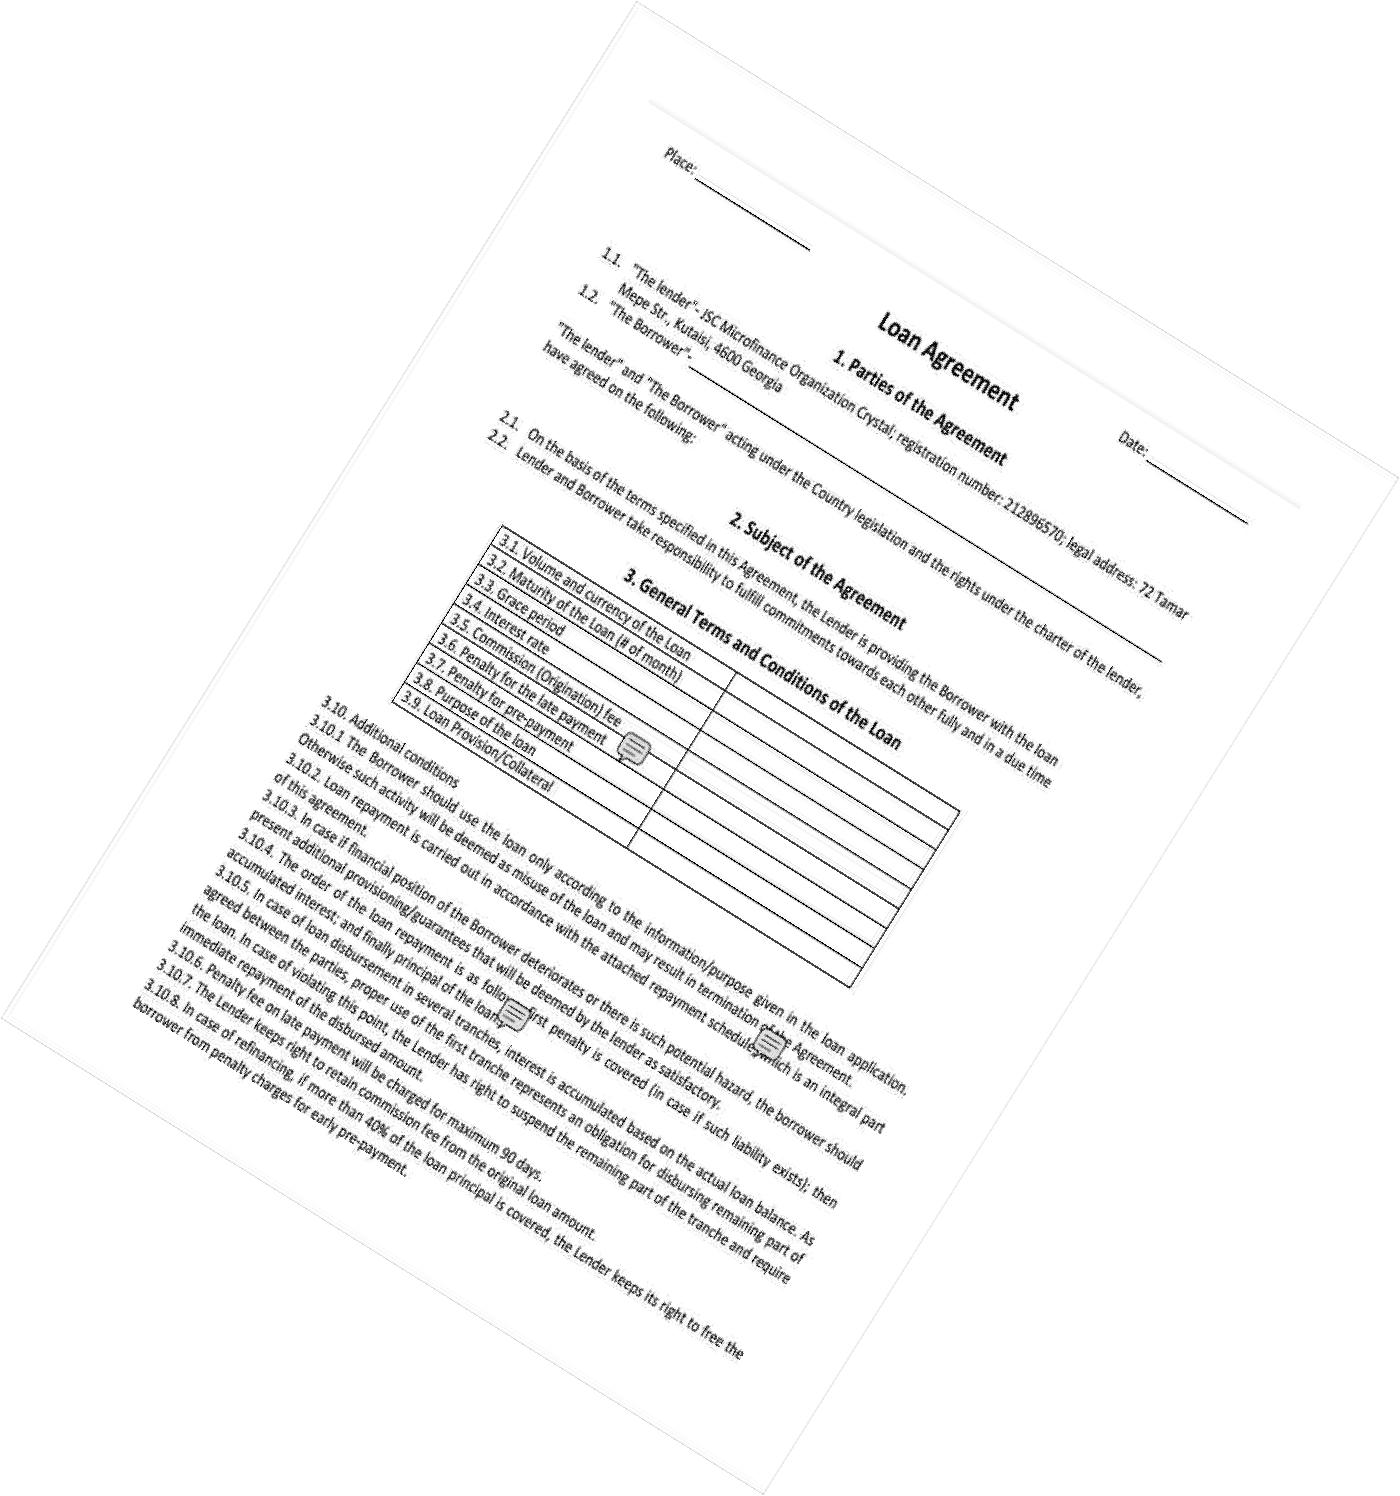 Place:
Date:
Loan Agreement
1. Parties of the Agreement
1.1. "The lender"- JSC Microfinance Organization Crystal; registration number: 212896570; legal address: 72 Tamar
Mepe Str., Kutaisi, 4600 Georgia
1.2. "The Borrower"-
"The lender" and "The Borrower" acting under the Country legislation and the rights under the charter of the lender,
have agreed on the following:
2. Subject of the Agreement
2.1. On the basis of the terms specified in this Agreement, the Lender is providing the Borrower with the loan
2.2. Lender and Borrower take responsibility to fulfill commitments towards each other fully and in a due time
3. General Terms and Conditions of the Loan
3.1. Volume and currency of the Loan
3.2. Maturity of the Loan (# of month)
3.3. Grace period
3.4. Interest rate
3.5. Commission (Origination) fee
3.6. Penalty for the late payment
3.7. Penalty for pre-payment
3.8. Purpose of the loan
3.9. Loan Provision/Collateral
3.10. Additional conditions
3.10.1 The Borrower should use the loan only according to the information/purpose given in the loan application.
Otherwise such activity will be deemed as misuse of the loan and may result in termination of the Agreement.
3.10.2. Loan repayment is carried out in accordance with the attached repayment schedule, which is an integral part
of this agreement.
3.10.3. In case if financial position of the Borrower deteriorates or there is such potential hazard, the borrower should
present additional provisioning/guarantees that will be deemed by the lender as satisfactory.
3.10.4. The order of the loan repayment is as follow first penalty is covered (in case if such liability exists); then
accumulated interest; and finally principal of the loan.
3.10.5. In case of loan disbursement in several tranches, interest is accumulated based on the actual loan balance. As
agreed between the parties, proper use of the first tranche represents an obligation for disbursing remaining part of
the loan. In case of violating this point, the Lender has right to suspend the remaining part of the tranche and require
immediate repayment of the disbursed amount.
3.10.6. Penalty fee on late payment will be charged for maximum 90 days.
3.10.7. The Lender keeps right to retain commission fee from the original loan amount.
3.10.8. In case of refinancing, if more than 40% of the loan principal is covered, the Lender keeps its right to free the
borrower from penalty charges for early pre-payment.